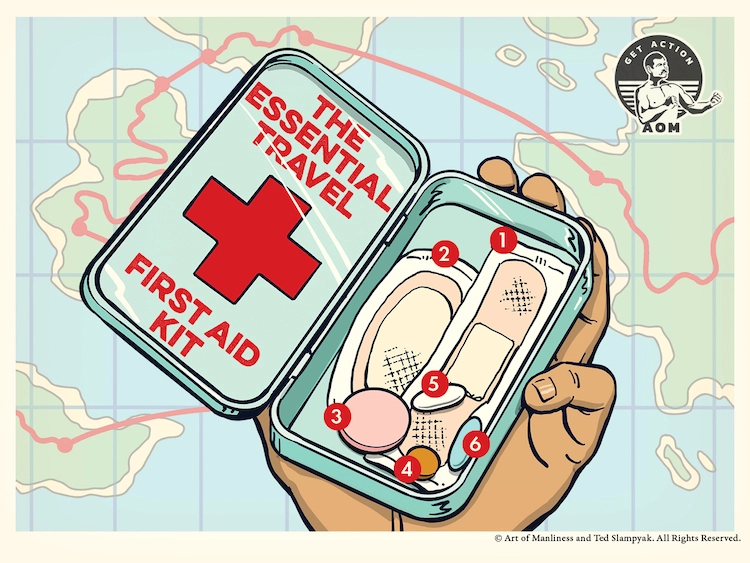 THE
ESSENTIAL
TRAVEL
FIRST AID
KIT
GET ACTION
AOM
1
2
3
4
5
6
© Art of Manliness and Ted Slampyak. All Rights Reserved.